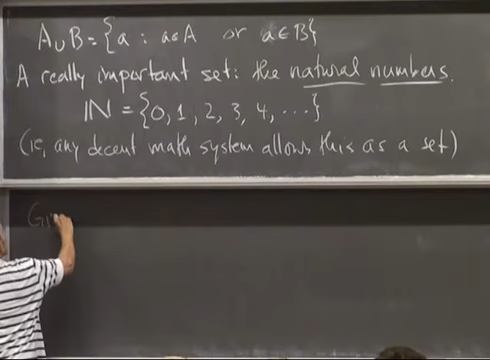 A∪B = {a : a∈A or a∈B}
A really important set: the natural numbers.
ℕ = {0, 1, 2, 3, 4, ...}
(ie, any decent math system allows this as a set)